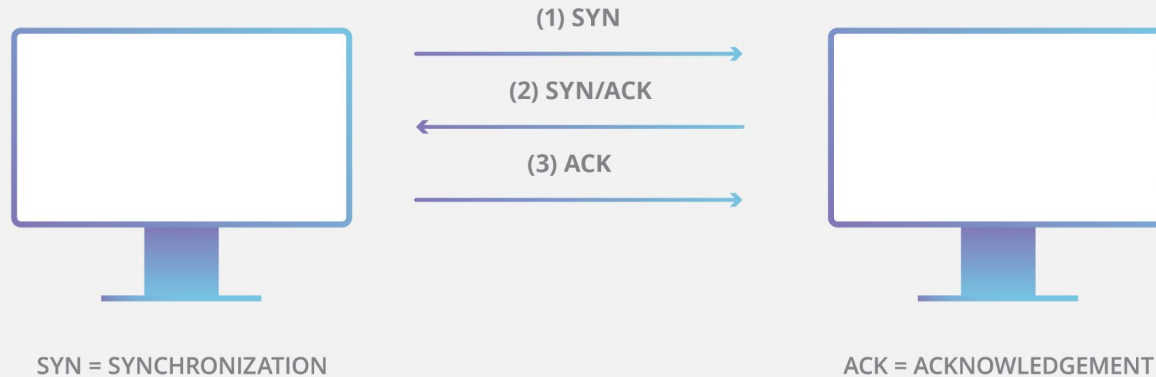 (1) SYN
(2) SYN/ACK
(3) ACK
SYN = SYNCHRONIZATION
ACK = ACKNOWLEDGEMENT